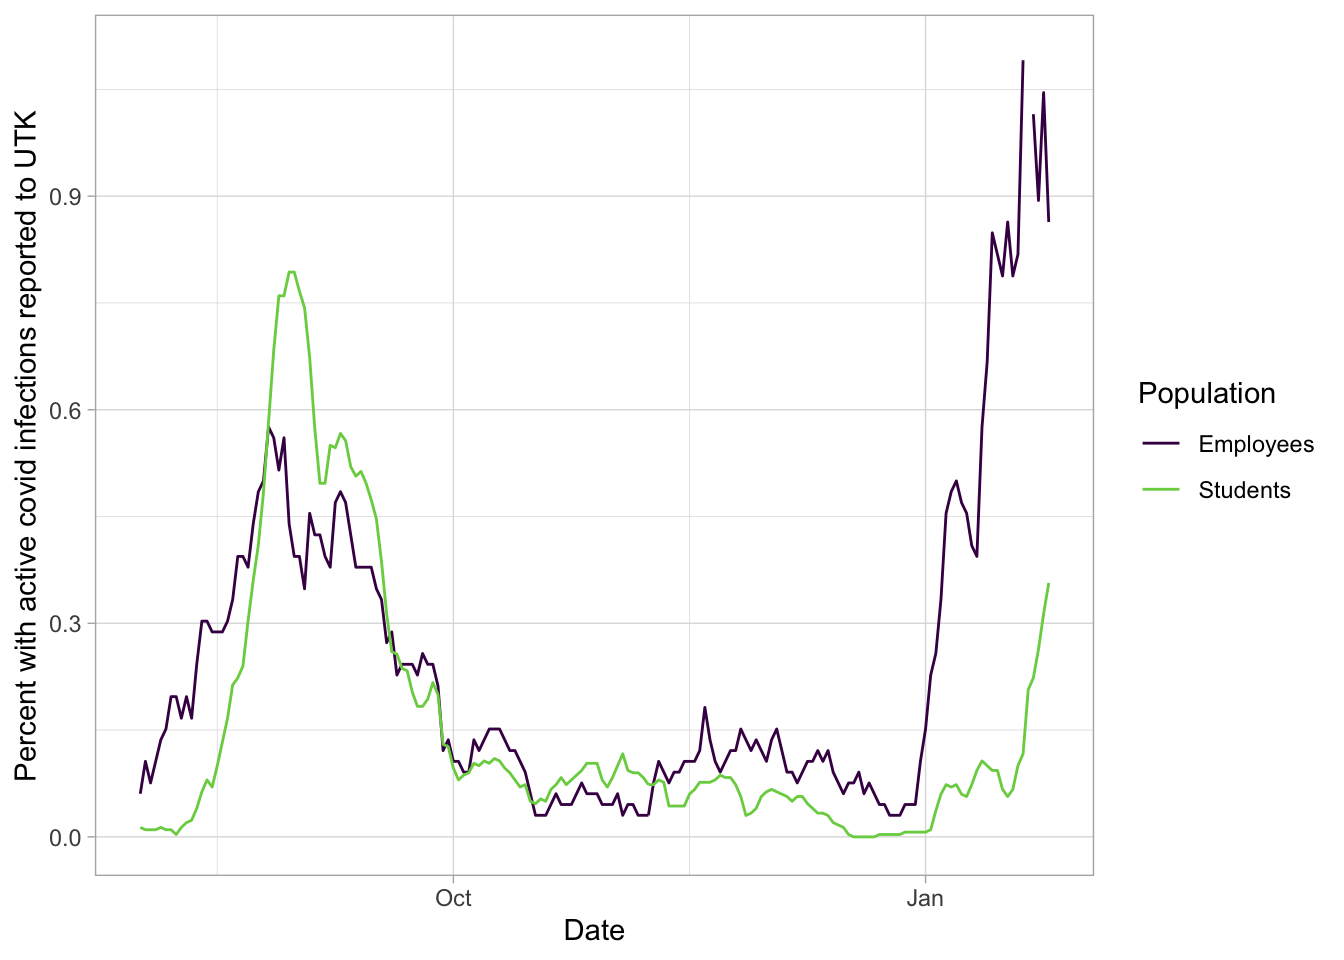 Percent with active covid infections reported to UTK
0.9
0.6
0.3
0.0
Oct
Jan
Date
Population
Employees
Students